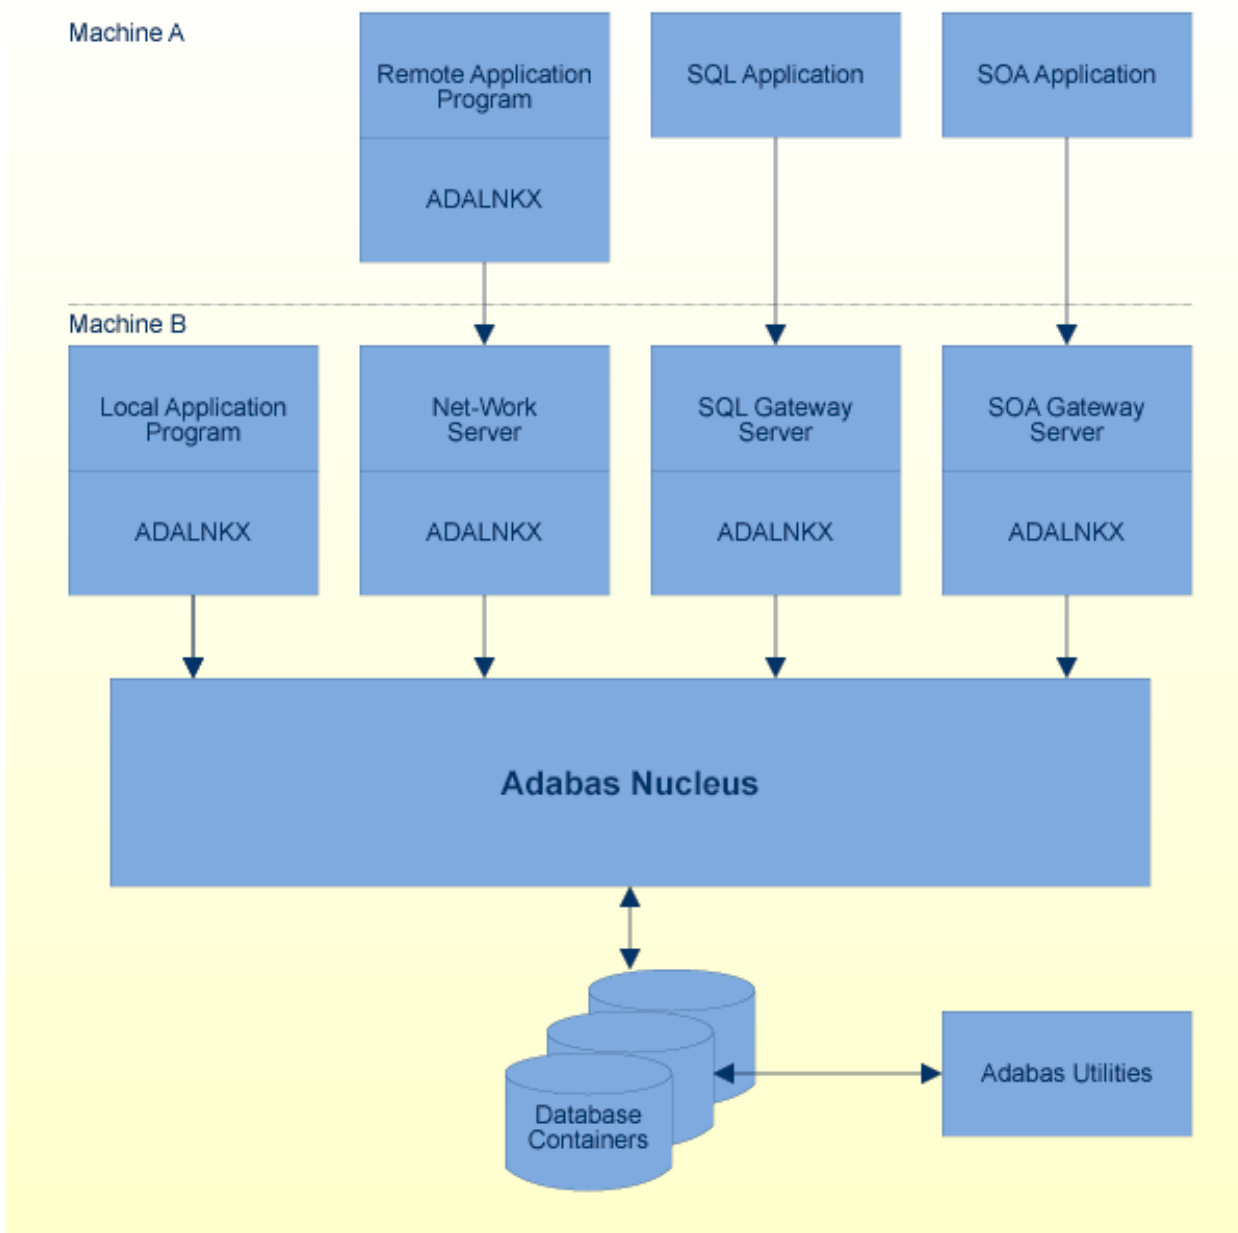 Machine A
Remote Application
Program
SQL Application
SOA Application
ADALNKX
Machine B
Local Application
Program
Net-Work
Server
SQL Gateway
Server
SOA Gateway
Server
ADALNKX
ADALNKX
ADALNKX
ADALNKX
Adabas Nucleus
Database
Containers
Adabas Utilities